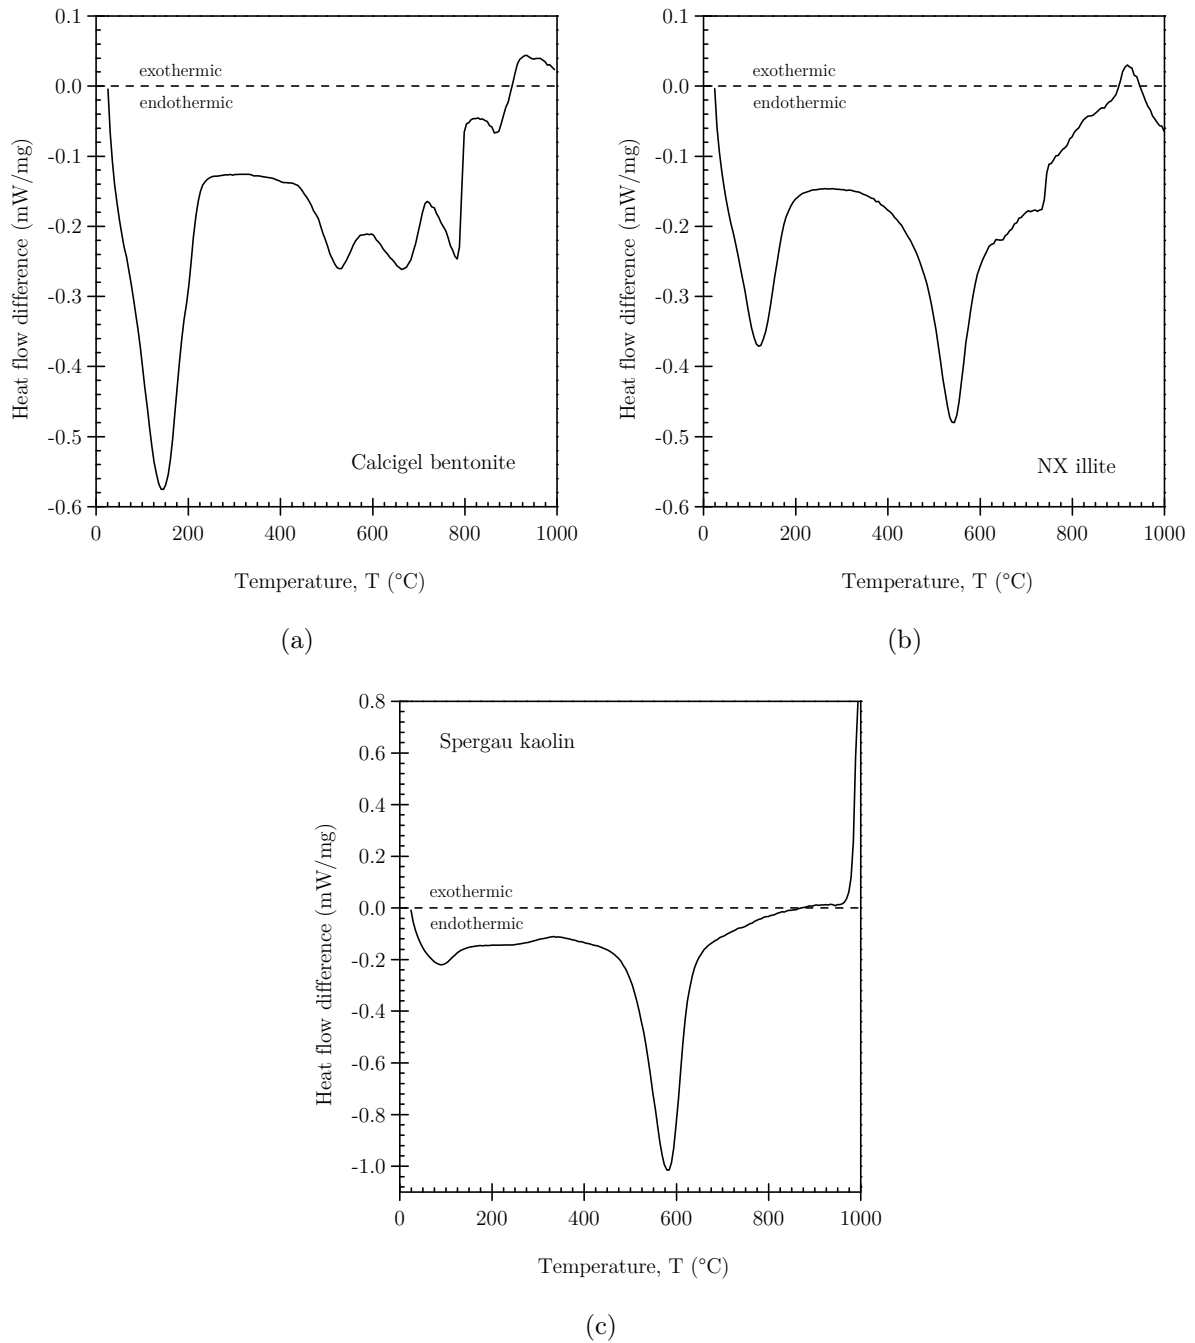 0.1
0.0
-0.1
-0.2
-0.3
-0.4
-0.5
-0.6
Heat flow difference (mW/mg)
exothermic
endothermic
Calcigel bentonite
0 200 400 600 800 1000
Temperature, T (°C)
(a)
0.1
0.0
-0.1
-0.2
-0.3
-0.4
-0.5
-0.6
Heat flow difference (mW/mg)
exothermic
endothermic
NX illite
0 200 400 600 800 1000
Temperature, T (°C)
(b)
0.8
0.6
0.4
0.2
0.0
-0.2
-0.4
-0.6
-0.8
-1.0
Heat flow difference (mW/mg)
Spergau kaolin
exothermic
endothermic
0 200 400 600 800 1000
Temperature, T (°C)
(c)